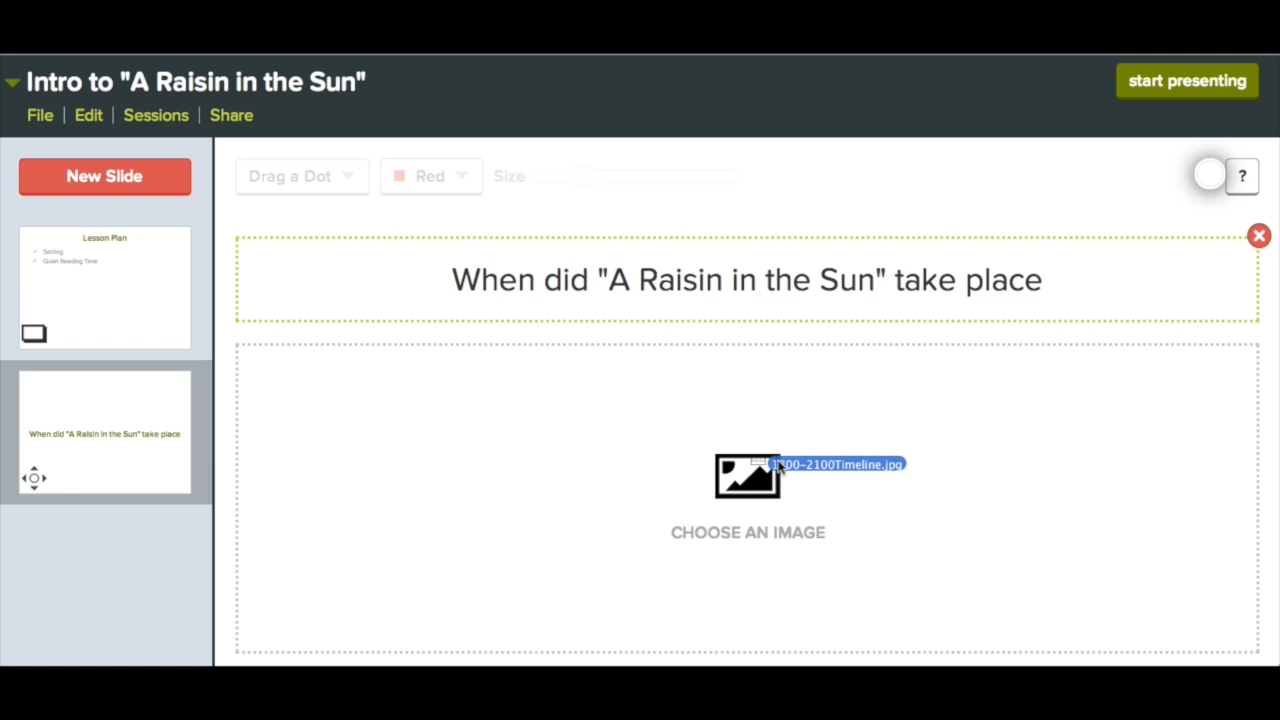 Intro to "A Raisin in the Sun"
start presenting
File | Edit | Sessions | Share
New Slide
Drag a Dot
Red
Size
?
Lesson Plan
Setting
Quiet Reading Time
When did "A Raisin in the Sun" take place
When did "A Raisin in the Sun" take place
CHOOSE AN IMAGE